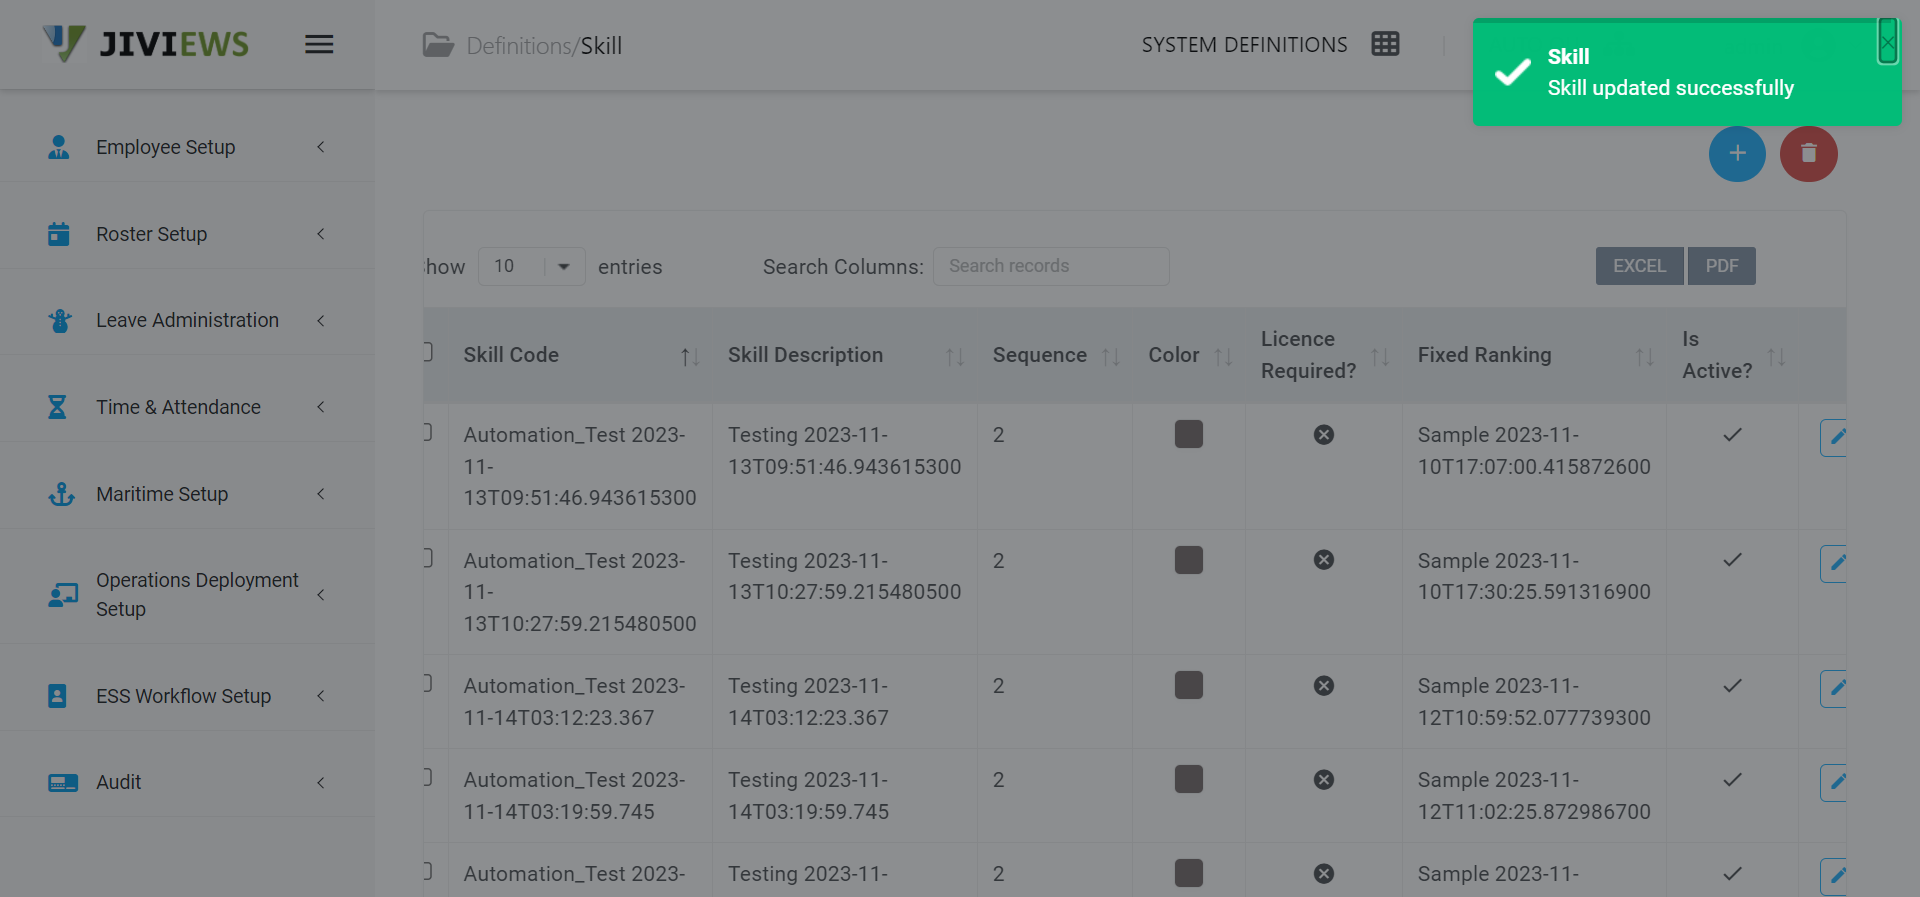 JIVIEWS
Definitions/Skill
SYSTEM DEFINITIONS
Skill
Skill updated successfully
Employee Setup
Roster Setup
Leave Administration
Time & Attendance
Maritime Setup
Operations Deployment
Setup
ESS Workflow Setup
Audit
how 10 entries
Search Columns: Search records
EXCEL PDF
Skill Code Skill Description Sequence Color Licence Required? Fixed Ranking Is Active?
Automation_Test 2023-
11-
13T09:51:46.943615300
Testing 2023-11-
13T09:51:46.943615300
2
Sample 2023-11-
10T17:07:00.415872600
Automation_Test 2023-
11-
13T10:27:59.215480500
Testing 2023-11-
13T10:27:59.215480500
2
Sample 2023-11-
10T17:30:25.591316900
Automation_Test 2023-
11-14T03:12:23.367
Testing 2023-11-
14T03:12:23.367
2
Sample 2023-11-
12T10:59:52.077739300
Automation_Test 2023-
11-14T03:19:59.745
Testing 2023-11-
14T03:19:59.745
2
Sample 2023-11-
12T11:02:25.872986700
Automation_Test 2023-
Testing 2023-11-
2
Sample 2023-11-